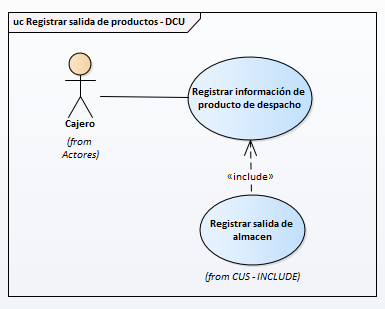 uc Registrar salida de productos - DCU
Registrar información de
producto de despacho
Cajero
(from
Actores)
«include»
Registrar salida de
almacen
(from CUS - INCLUDE)